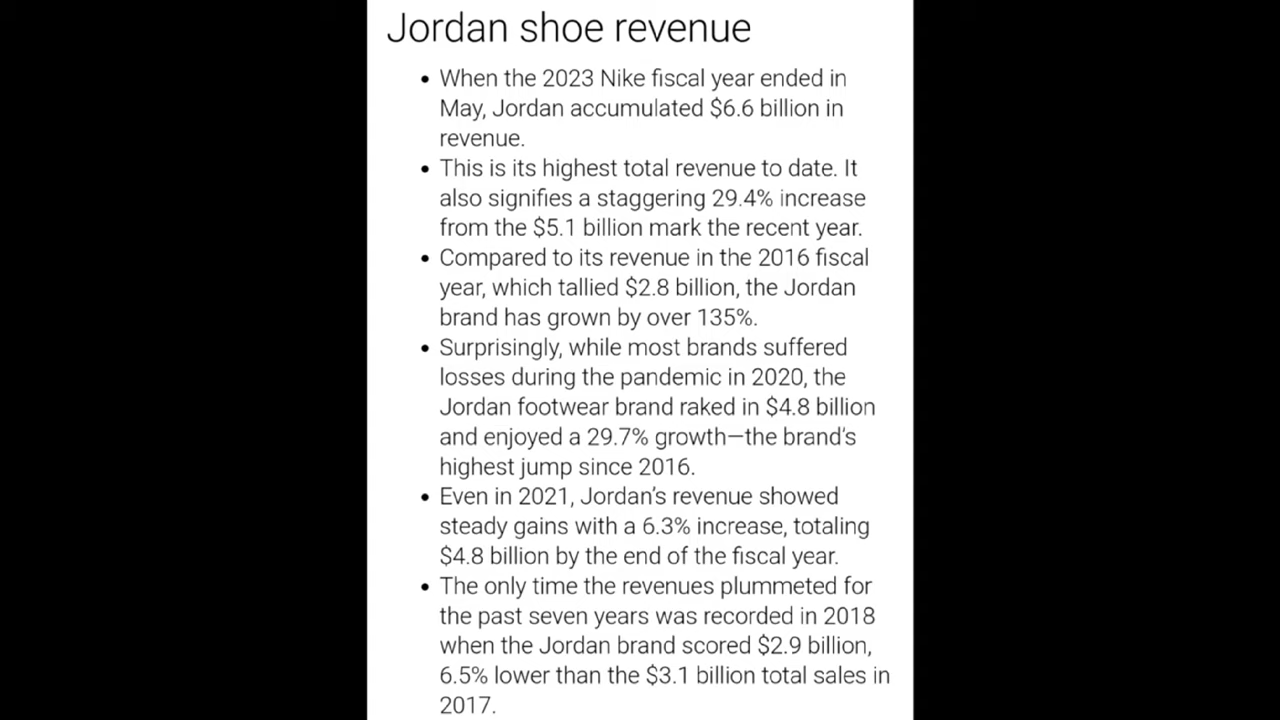 Jordan shoe revenue
• When the 2023 Nike fiscal year ended in
May, Jordan accumulated $6.6 billion in
revenue.
• This is its highest total revenue to date. It
also signifies a staggering 29.4% increase
from the $5.1 billion mark the recent year.
• Compared to its revenue in the 2016 fiscal
year, which tallied $2.8 billion, the Jordan
brand has grown by over 135%.
• Surprisingly, while most brands suffered
losses during the pandemic in 2020, the
Jordan footwear brand raked in $4.8 billion
and enjoyed a 29.7% growth—the brand's
highest jump since 2016.
• Even in 2021, Jordan's revenue showed
steady gains with a 6.3% increase, totaling
$4.8 billion by the end of the fiscal year.
• The only time the revenues plummeted for
the past seven years was recorded in 2018
when the Jordan brand scored $2.9 billion,
6.5% lower than the $3.1 billion total sales in
2017.